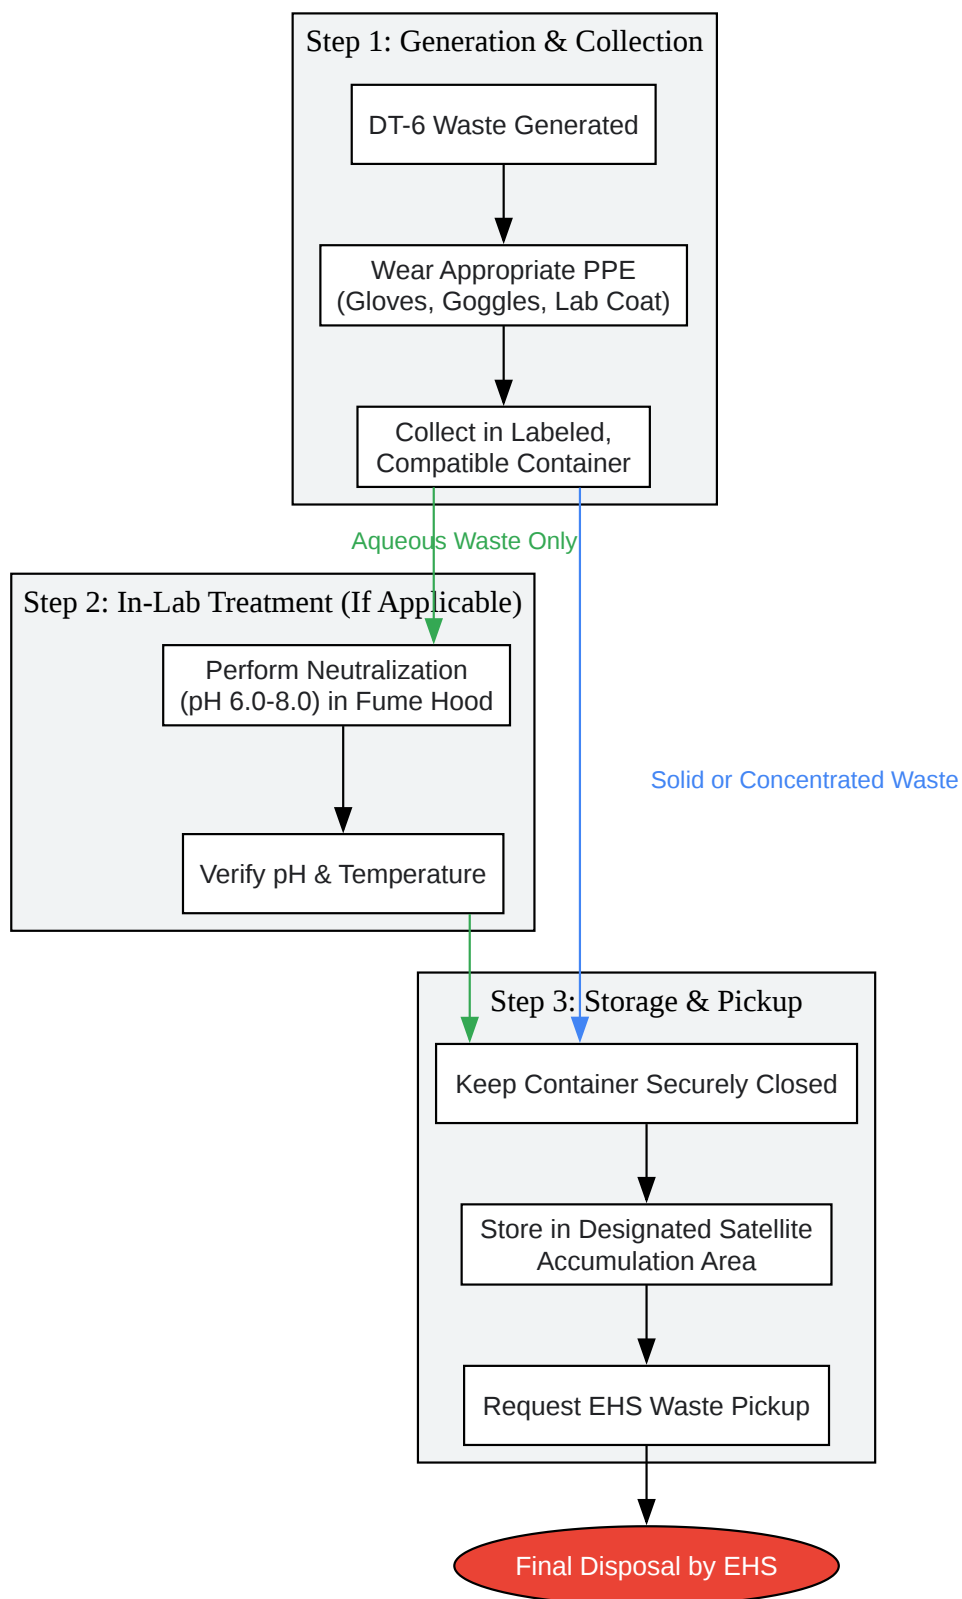 Step 1: Generation & Collection
DT-6 Waste Generated
Wear Appropriate PPE
(Gloves, Goggles, Lab Coat)
Collect in Labeled,
Compatible Container
Aqueous Waste Only
Step 2: In-Lab Treatment (If Applicable)
Perform Neutralization
(pH 6.0-8.0) in Fume Hood
Solid or Concentrated Waste
Verify pH & Temperature
Step 3: Storage & Pickup
Keep Container Securely Closed
Store in Designated Satellite
Accumulation Area
Request EHS Waste Pickup
Final Disposal by EHS